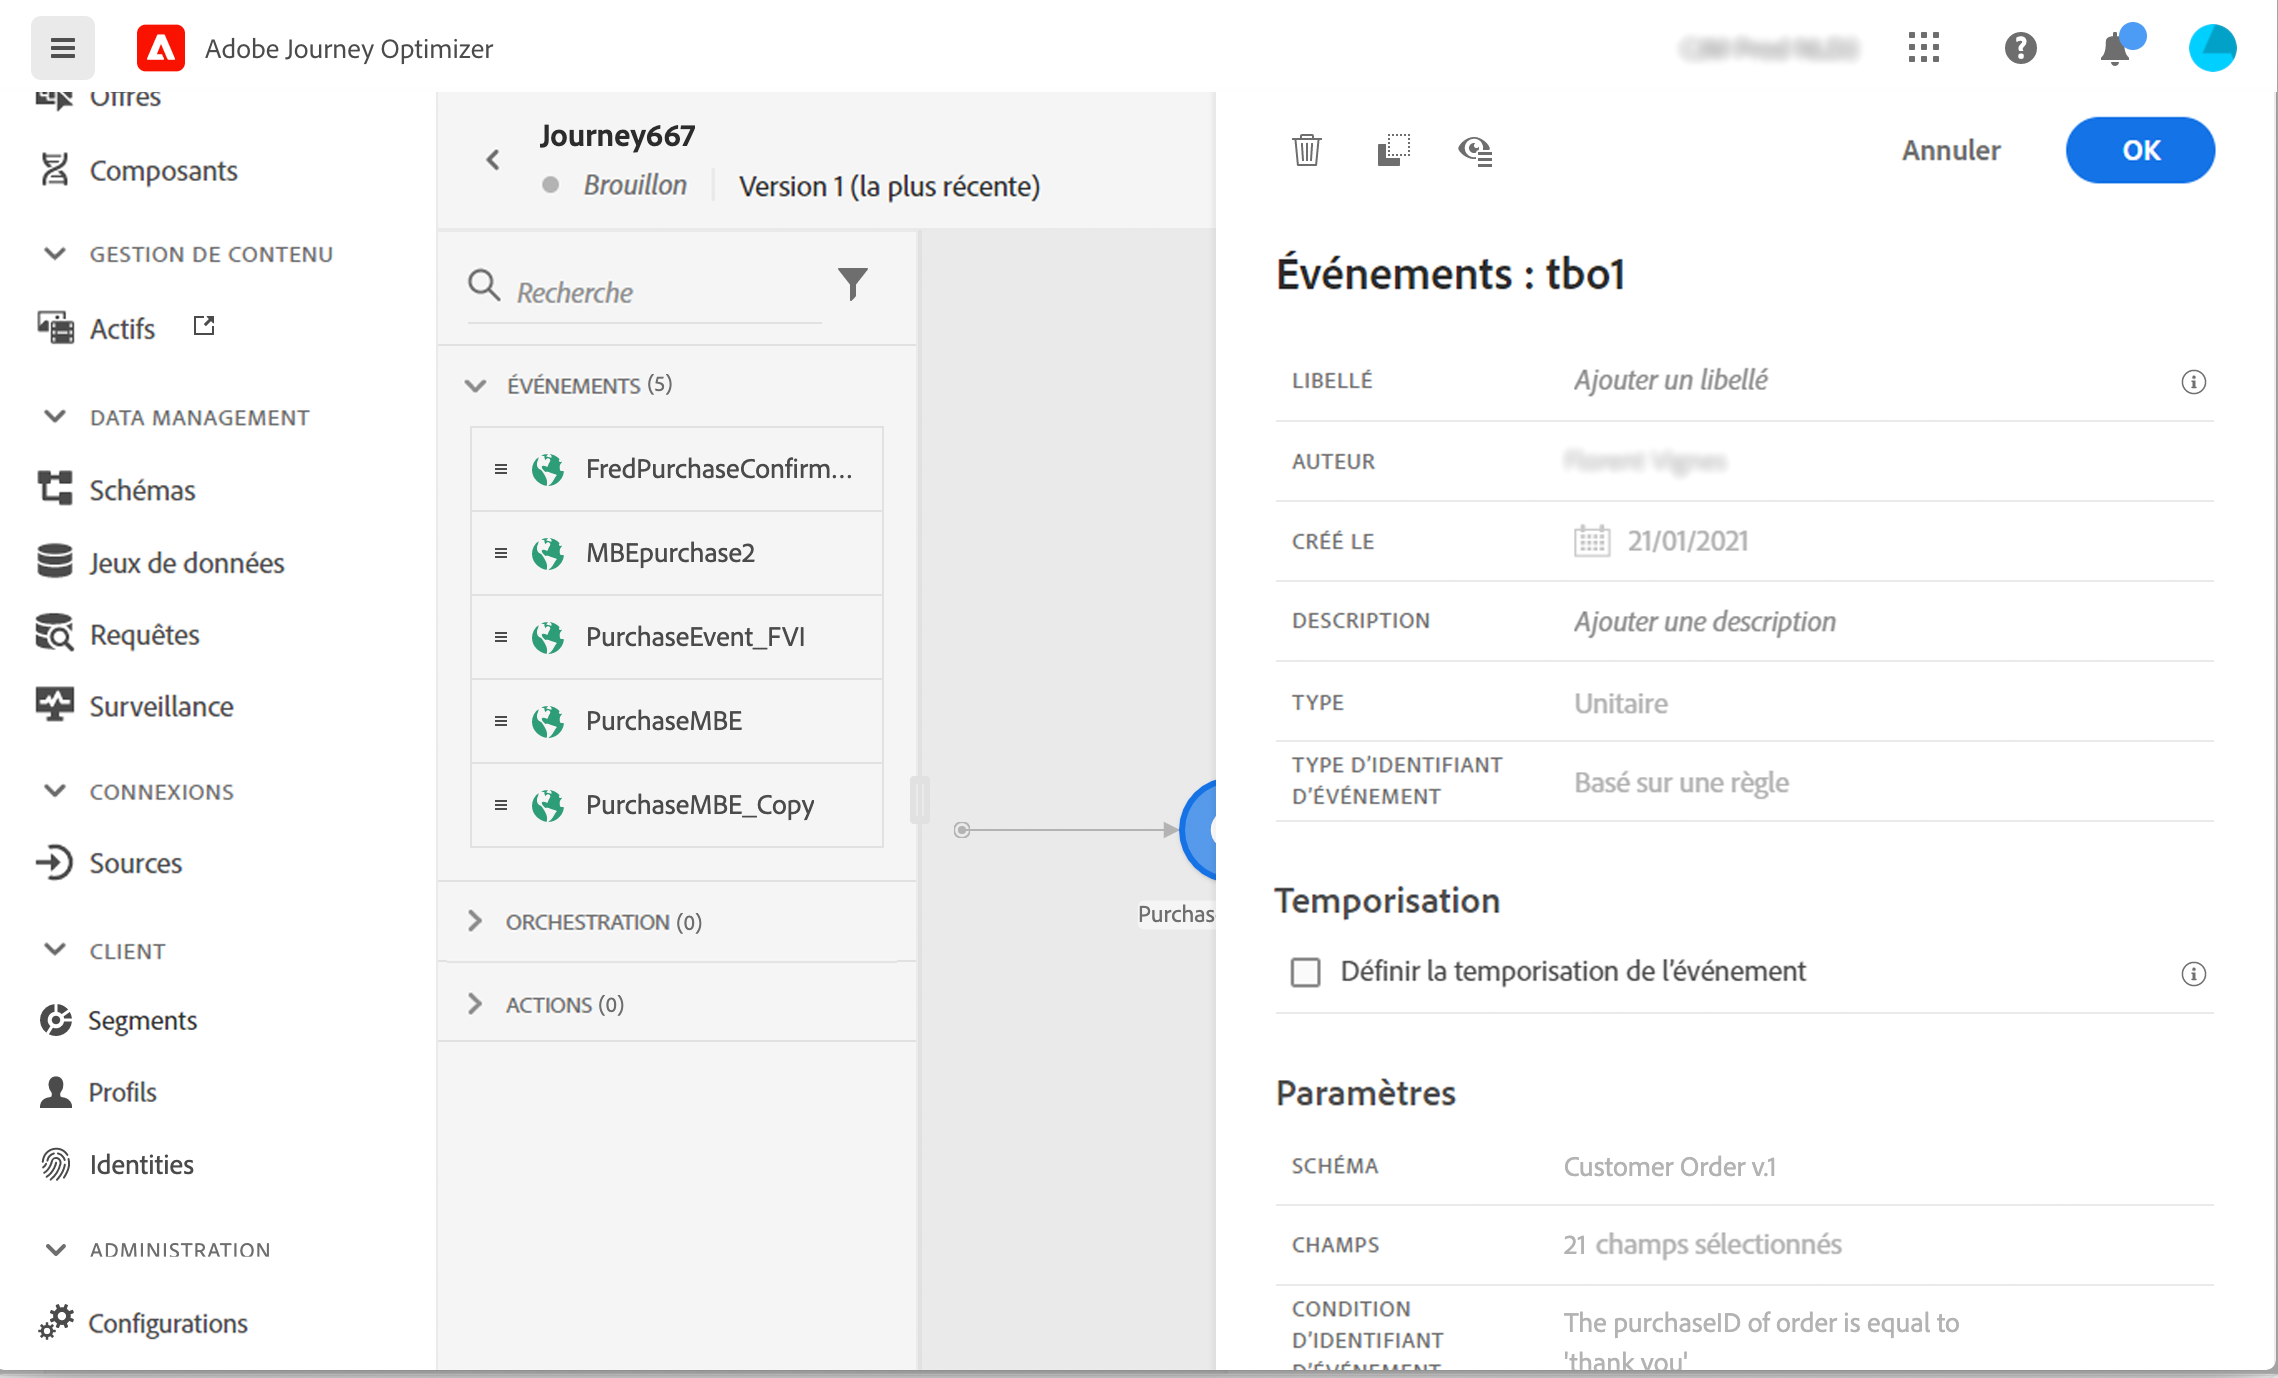 Adobe Journey Optimizer
Offres
Composants
GESTION DE CONTENU
Actifs
DATA MANAGEMENT
Schémas
Jeux de données
Requêtes
Surveillance
CONNEXIONS
Sources
CLIENT
Segments
Profils
Identities
ADMINISTRATION
Configurations
Journey667
Brouillon
Version 1 (la plus récente)
Recherche
ÉVÉNEMENTS (5)
FredPurchaseConfirm...
MBEpurchase2
PurchaseEvent_FVI
PurchaseMBE
PurchaseMBE_Copy
ORCHESTRATION (0)
ACTIONS (0)
Purchas
Annuler
OK
Événements : tbo1
LIBELLÉ
Ajouter un libellé
AUTEUR
CRÉÉ LE
21/01/2021
DESCRIPTION
Ajouter une description
TYPE
Unitaire
TYPE D'IDENTIFIANT
D'ÉVÉNEMENT
Basé sur une règle
Temporisation
Définir la temporisation de l'événement
Paramètres
SCHÉMA
Customer Order v.1
CHAMPS
21 champs sélectionnés
CONDITION
D'IDENTIFIANT
D'ÉVÉNEMENT
The purchaseID of order is equal to
'thank you'